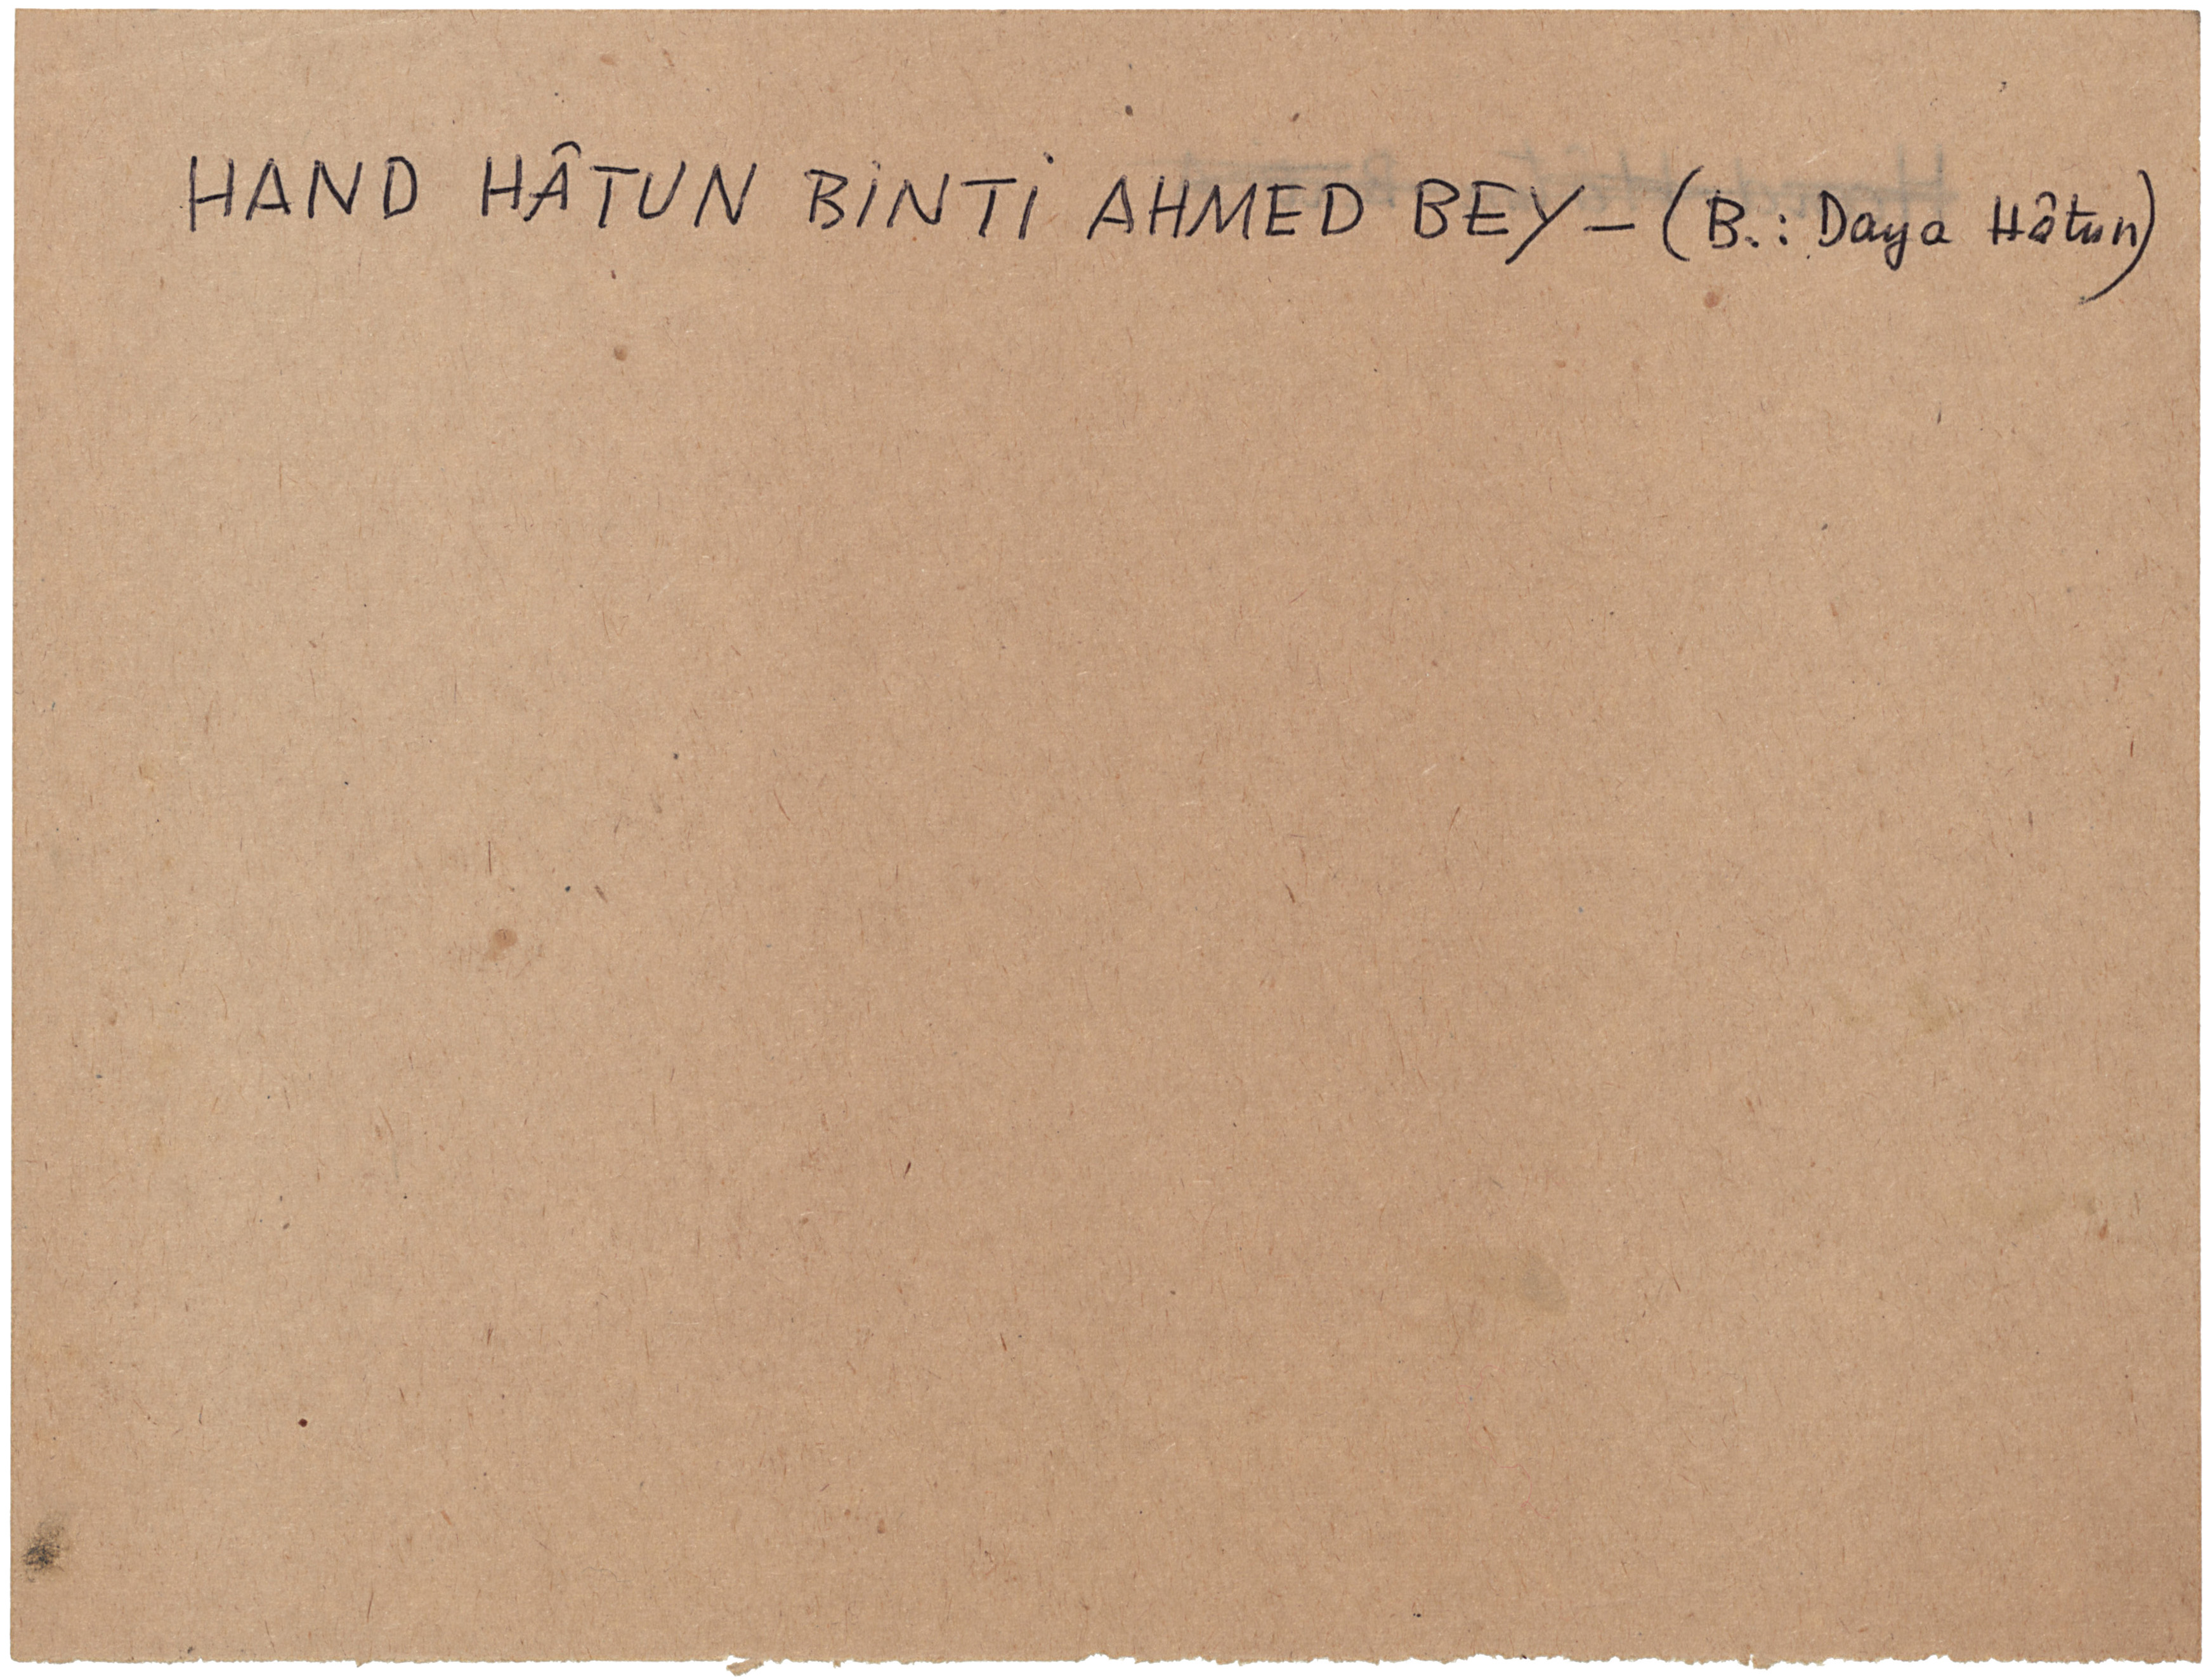 HAND HÂTUN BİNTİ AHMED BEY – (B.: Daya Hâtun)